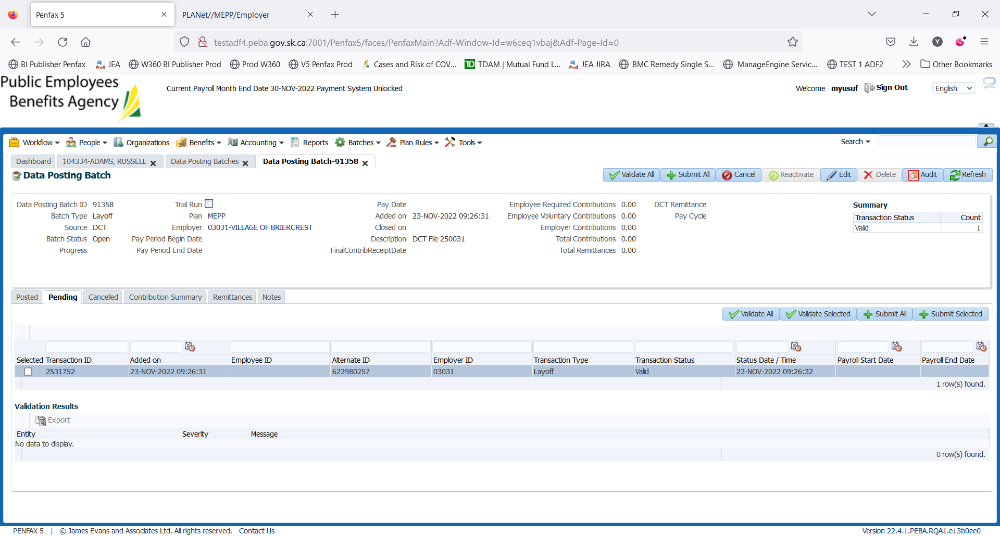 Penfax 5
PLANet//MEPP/Employer
testadf4.peba.gov.sk.ca:7001/Penfax5/faces/PenfaxMain?Adf-Window-Id=w6ceq1vbaj&Adf-Page-Id=0
Y
BI Publisher Penfax Prod JEA W360 BI Publisher Prod Prod W360 V5 Penfax Prod Cases and Risk of COV... TD TDAM | Mutual Fund L... Prod JEA JIRA BMC Remedy Single S... ManageEngine Servic... TEST 1 ADF2 Other Bookmarks
Public Employees
Benefits Agency
Current Payroll Month End Date 30-NOV-2022 Payment System Unlocked
Welcome myusuf Sign Out English
Workflow People Organizations Benefits Accounting Reports Batches Plan Rules Tools Search
Dashboard 104334-ADAMS, RUSSELL Data Posting Batches Data Posting Batch-91358
Data Posting Batch
Validate All Submit All Cancel Reactivate Edit Delete Audit Refresh
Data Posting Batch ID 91358 Trial Run Pay Date Employee Required Contributions 0.00 DCT Remittance Summary
Batch Type Layoff Plan MEPP Added on 23-NOV-2022 09:26:31 Employee Voluntary Contributions 0.00 Pay Cycle Transaction Status Count
Source DCT Employer 03031-VILLAGE OF BRIERCREST Closed on Employer Contributions 0.00 Valid 1
Batch Status Open Pay Period Begin Date Description DCT File 250031 Total Contributions 0.00
Progress Pay Period End Date FinalContribReceiptDate Total Remittances 0.00
Posted Pending Cancelled Contribution Summary Remittances Notes
Validate All Validate Selected Submit All Submit Selected
Selected Transaction ID Added on Employee ID Alternate ID Employer ID Transaction Type Transaction Status Status Date / Time Payroll Start Date Payroll End Date
2531752 23-NOV-2022 09:26:31 623980257 03031 Layoff Valid 23-NOV-2022 09:26:32
1 row(s) found.
Validation Results
Export
Entity Severity Message
No data to display.
0 row(s) found.
PENFAX 5 | © James Evans and Associates Ltd. All rights reserved. Contact Us Version 22.4.1.PEBA.RQA1.e13b0ee0